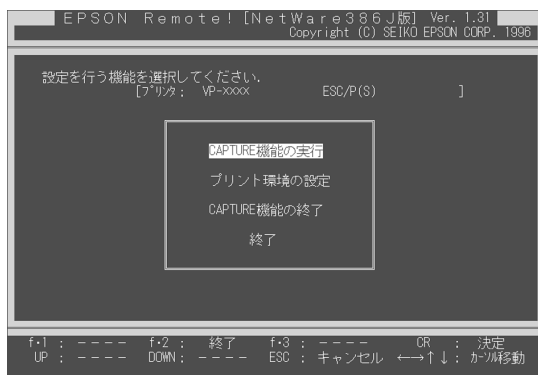 EPSON Remote! [NetWare386J版] Ver. 1.31
Copyright (C) SEIKO EPSON CORP. 1996
設定を行う機能を選択してください.
[ﾌﾟﾘﾝﾀ: VP-xxxx ESC/P(S) ]
CAPTURE機能の実行
プリント環境の設定
CAPTURE機能の終了
終了
f・1 : ---- f・2 : 終了 f・3 : ---- CR : 決定
UP : ---- DOWN: ---- ESC : キャンセル ←→↑↓: ｶｰｿﾙ移動